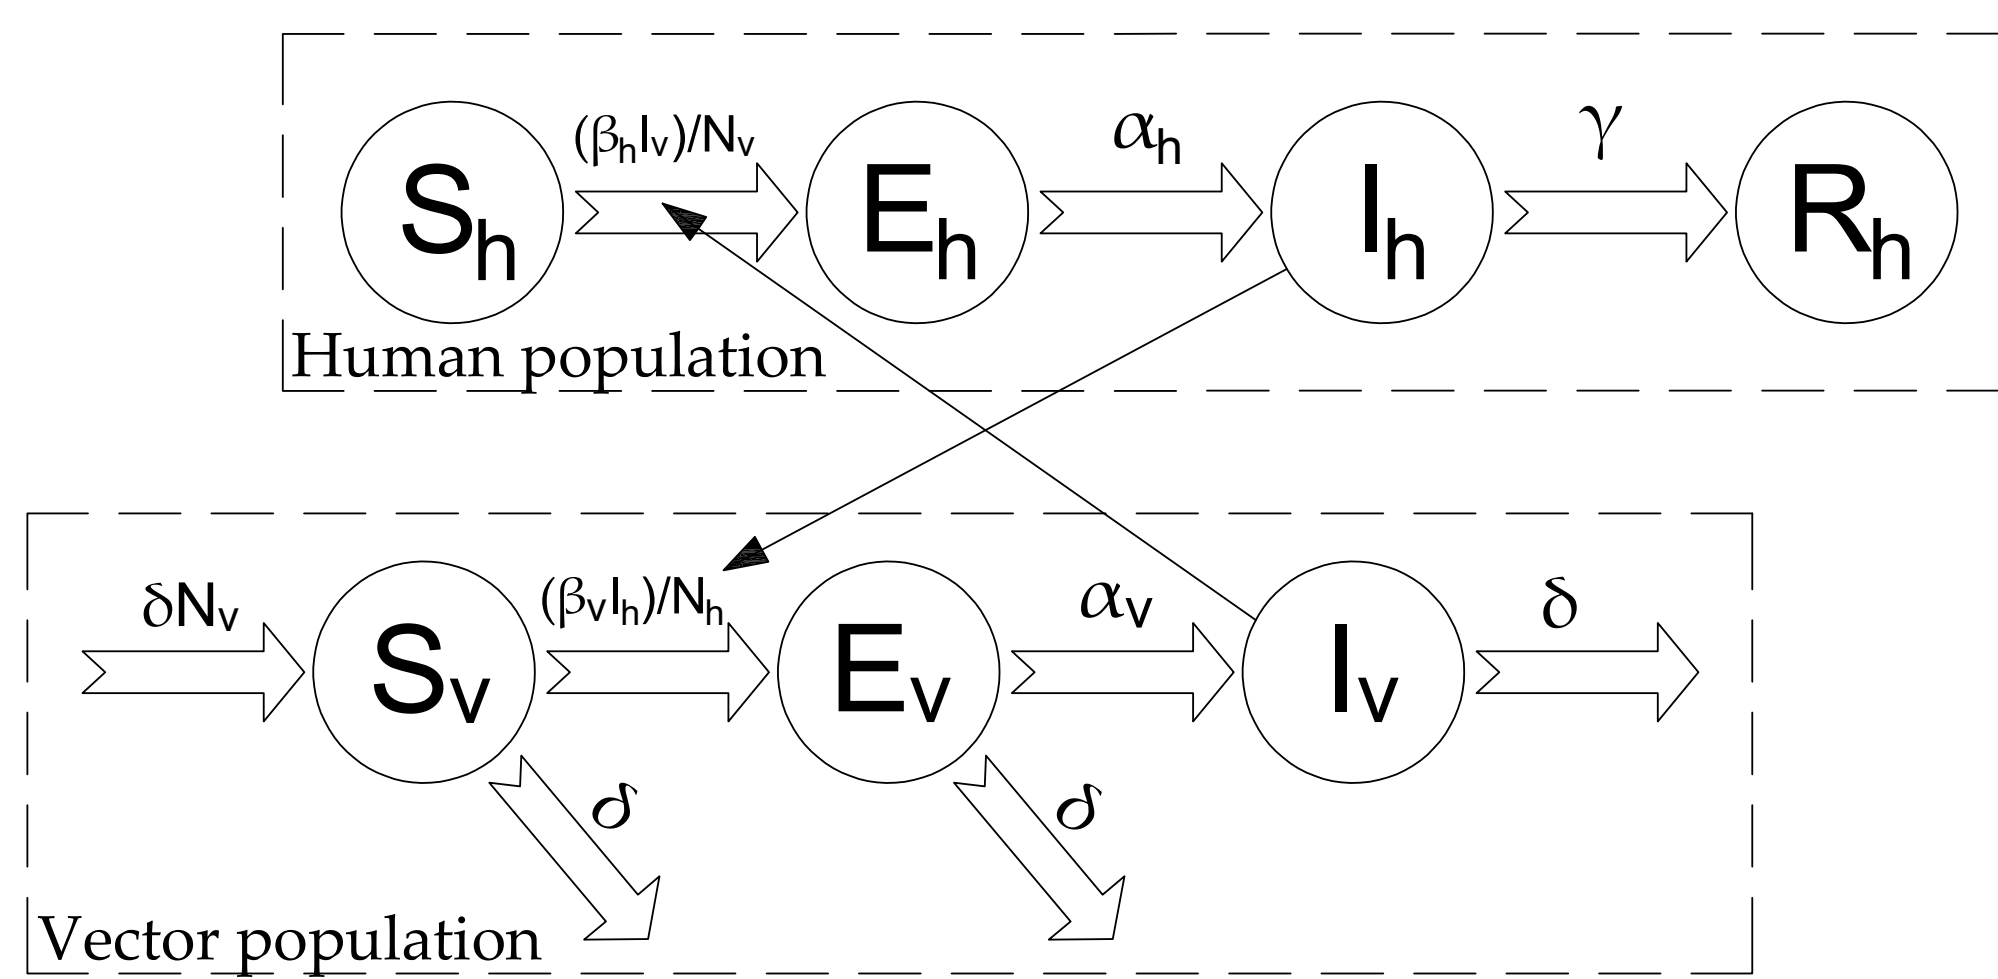 (βhIv)/Nv
αh
γ
Sh
Eh
Ih
Rh
Human population
δNv
(βvIh)/Nh
αv
δ
Sv
Ev
Iv
δ
δ
Vector population